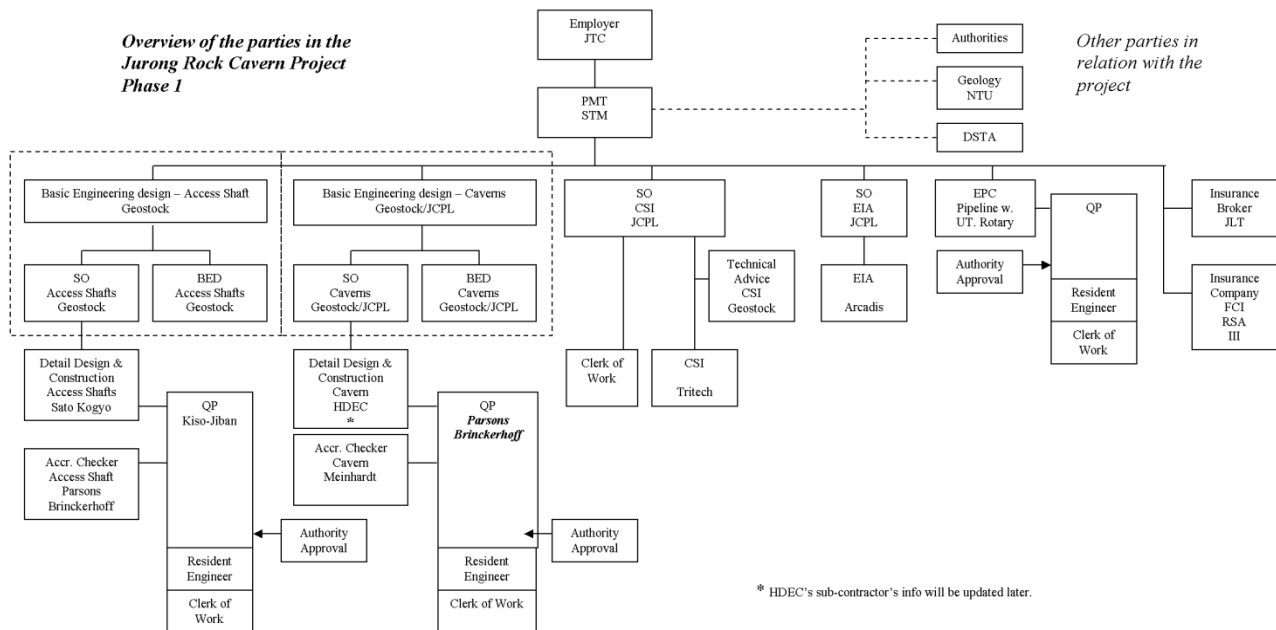 Overview of the parties in the
Jurong Rock Cavern Project
Phase 1
Employer
JTC
PMT
STM
Authorities
Geology
NTU
DSTA
Other parties in
relation with the
project
Basic Engineering design – Access Shaft
Geostock
Basic Engineering design – Caverns
Geostock/JCPL
SO
CSI
JCPL
SO
EIA
JCPL
EPC
Pipeline w.
UT. Rotary
QP
Insurance
Broker
JLT
SO
Access Shafts
Geostock
BED
Access Shafts
Geostock
SO
Caverns
Geostock/JCPL
BED
Caverns
Geostock/JCPL
Technical
Advice
CSI
Geostock
EIA
Arcadis
Authority
Approval
Resident
Engineer
Clerk of
Work
Insurance
Company
FCI
RSA
III
Detail Design &
Construction
Access Shafts
Sato Kogyo
QP
Kiso-Jiban
Detail Design &
Construction
Cavern
HDEC
*
QP
Parsons
Brinckerhoff
Clerk of
Work
CSI
Tritech
Accr. Checker
Access Shaft
Parsons
Brinckerhoff
Accr. Checker
Cavern
Meinhardt
Authority
Approval
Authority
Approval
Resident
Engineer
Clerk of
Work
Resident
Engineer
Clerk of Work
* HDEC's sub-contractor's info will be updated later.